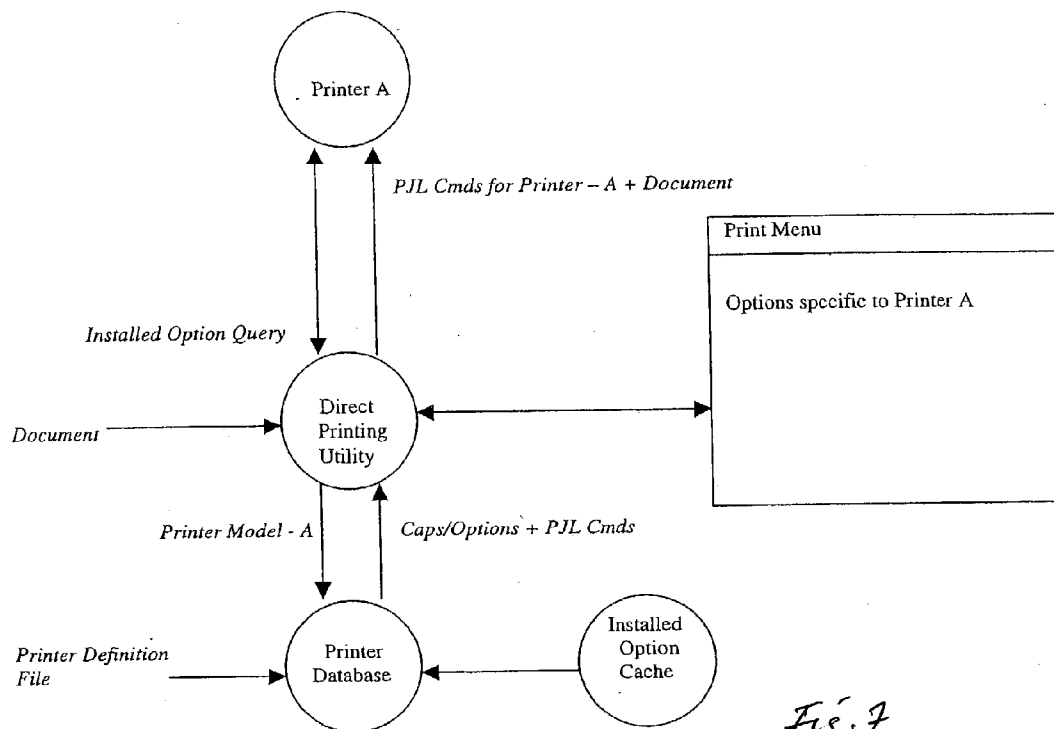 Printer A
PJL Cmds for Printer – A + Document
Print Menu
Options specific to Printer A
Installed Option Query
Direct
Printing
Utility
Document
Printer Model - A
Caps/Options + PJL Cmds
Printer Definition
File
Printer
Database
Installed
Option
Cache
Fig. 7